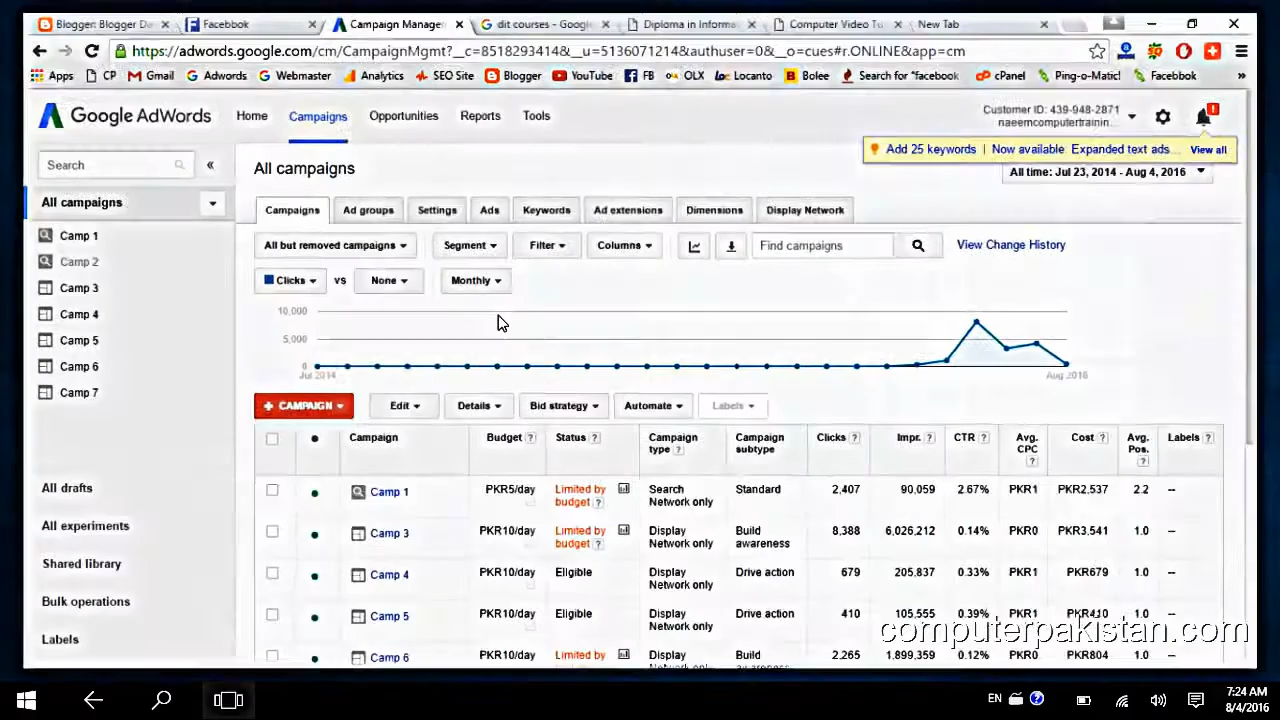 Blogger: Blogger Da
Facebbok
Campaign Manage
dit courses - Goog
Diploma in Informa
Computer Video Tu
New Tab
https://adwords.google.com/cm/CampaignMgmt?__c=8518293414&__u=5136071214&authuser=0&__o=cues#r.ONLINE&app=cm
Apps CP Gmail Adwords Webmaster Analytics SEO Site Blogger YouTube FB OLX Locanto Bolee Search for "facebook cPanel Ping-o-Matic! Facebbok »
Google AdWords Home Campaigns Opportunities Reports Tools
Customer ID: 439-948-2871
naeemcomputertrainin...
Add 25 keywords | Now available: Expanded text ads... View all
Search «
All campaigns
All time: Jul 23, 2014 - Aug 4, 2016
All campaigns
Camp 1
Camp 2
Camp 3
Camp 4
Camp 5
Camp 6
Camp 7
All drafts
All experiments
Shared library
Bulk operations
Labels
Campaigns Ad groups Settings Ads Keywords Ad extensions Dimensions Display Network
All but removed campaigns Segment Filter Columns Find campaigns View Change History
Clicks vs None Monthly
10,000
5,000
0
Jul 2014 Aug 2016
+ CAMPAIGN Edit Details Bid strategy Automate Labels
Campaign Budget ? Status ? Campaign type ? Campaign subtype Clicks ? Impr. ? CTR ? Avg. CPC ? Cost ? Avg. Pos. ? Labels ?
Camp 1 PKR5/day Limited by budget ? Search Network only Standard 2,407 90,059 2.67% PKR1 PKR2,537 2.2 --
Camp 3 PKR10/day Limited by budget ? Display Network only Build awareness 8,388 6,026,212 0.14% PKR0 PKR3,541 1.0 --
Camp 4 PKR10/day Eligible Display Network only Drive action 679 205,837 0.33% PKR1 PKR679 1.0 --
Camp 5 PKR10/day Eligible Display Network only Drive action 410 105,555 0.39% PKR1 PKR410 1.0 --
Camp 6 PKR10/day Limited by Display Build 2,265 1,899,359 0.12% PKR0 PKR804 1.0 --
computerpakistan.com
EN
7:24 AM
8/4/2016